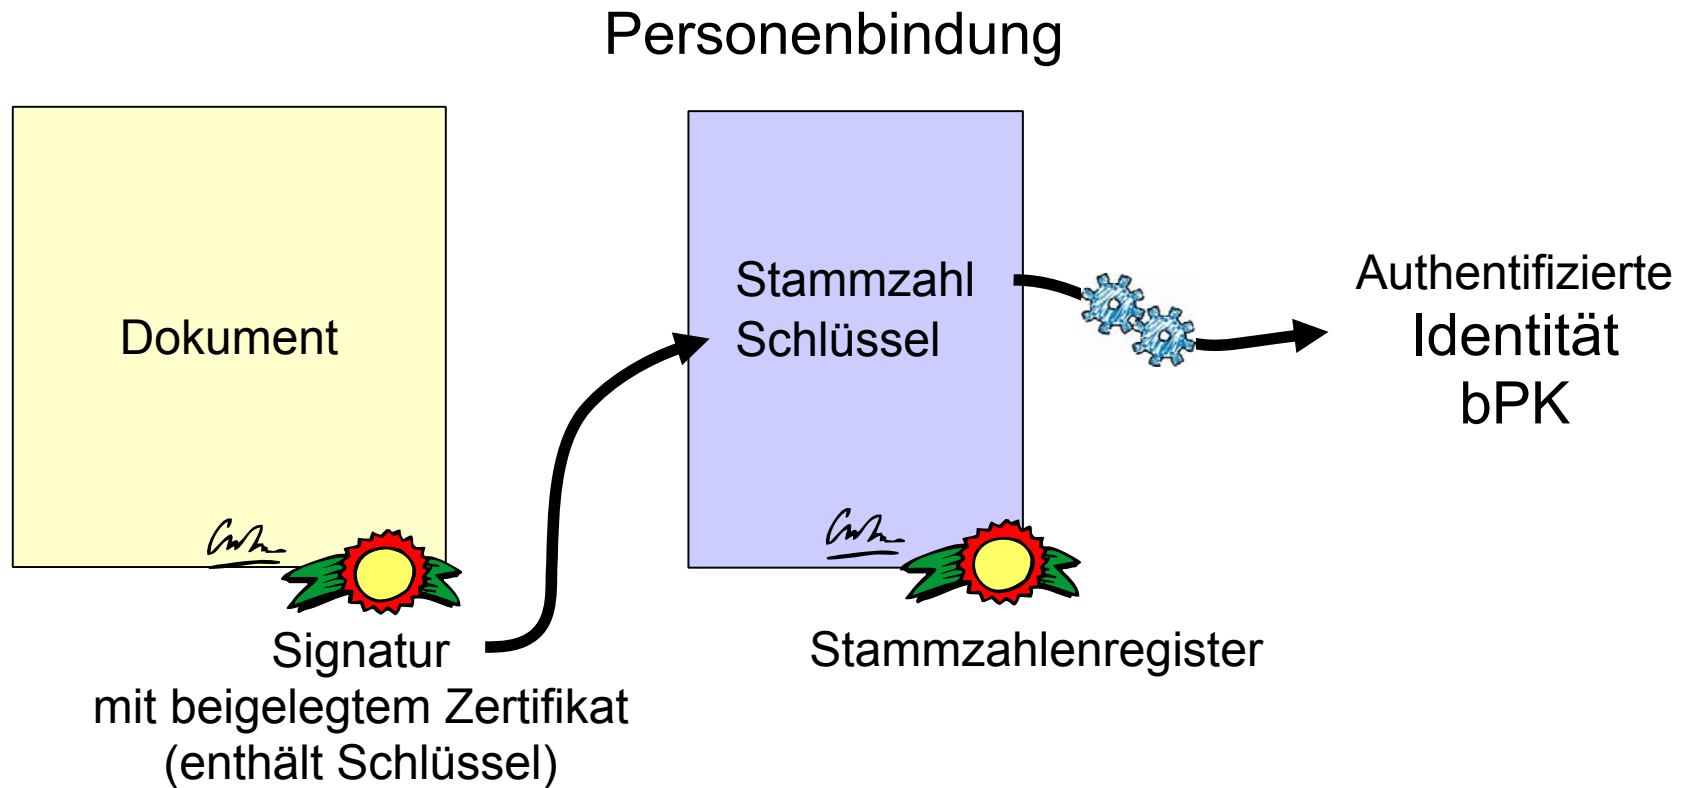 Personenbindung
Dokument
Stammzahl
Schlüssel
Authentifizierte
Identität
bPK
Signatur
mit beigelegtem Zertifikat
(enthält Schlüssel)
Stammzahlenregister